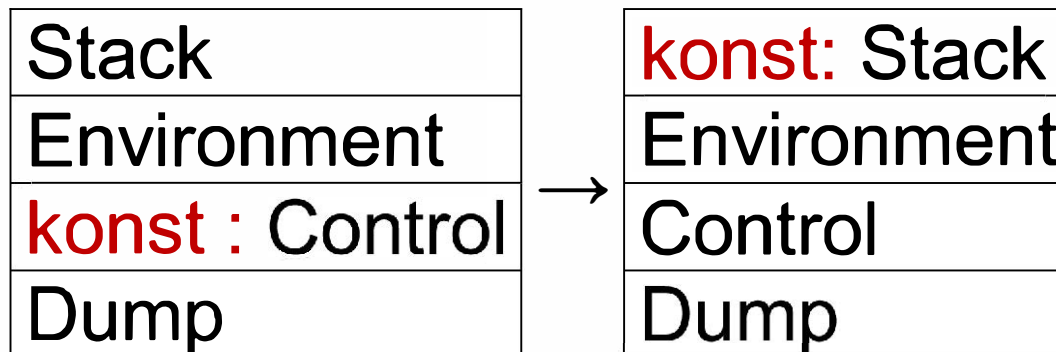 Stack
Environment
konst : Control
Dump
→
konst: Stack
Environment
Control
Dump